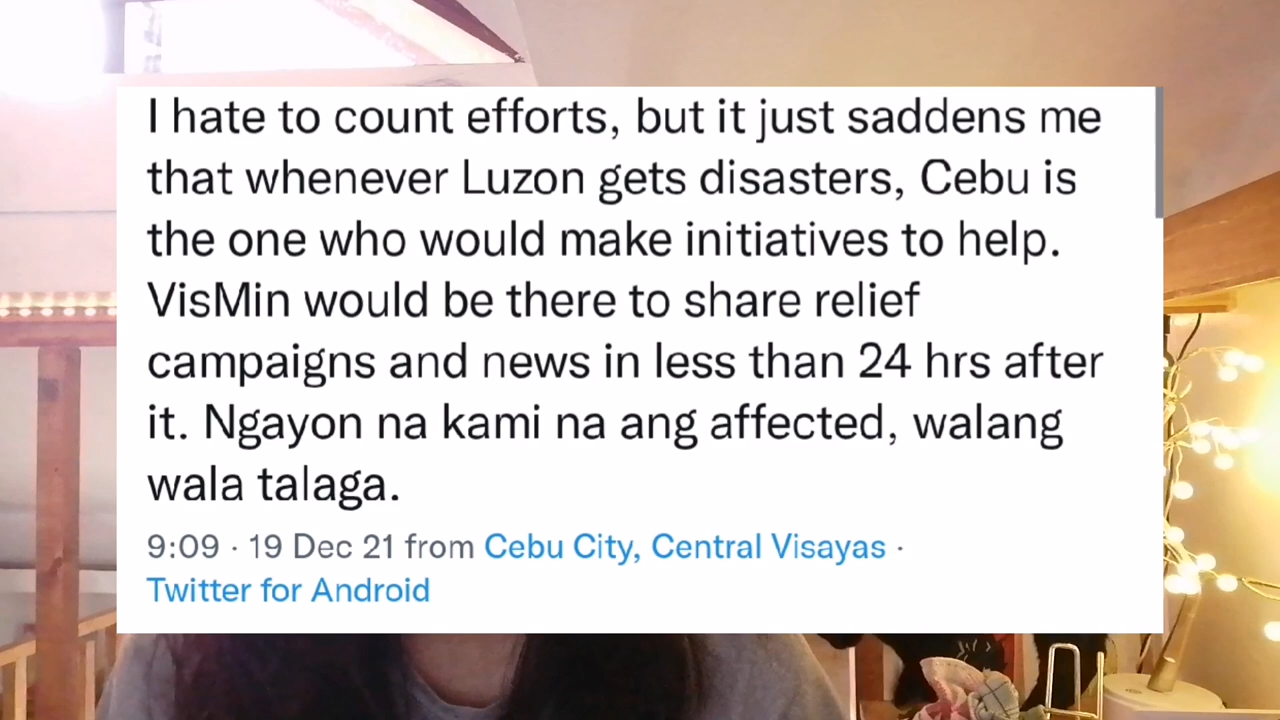 I hate to count efforts, but it just saddens me
that whenever Luzon gets disasters, Cebu is
the one who would make initiatives to help.
VisMin would be there to share relief
campaigns and news in less than 24 hrs after
it. Ngayon na kami na ang affected, walang
wala talaga.
9:09 · 19 Dec 21 from Cebu City, Central Visayas ·
Twitter for Android